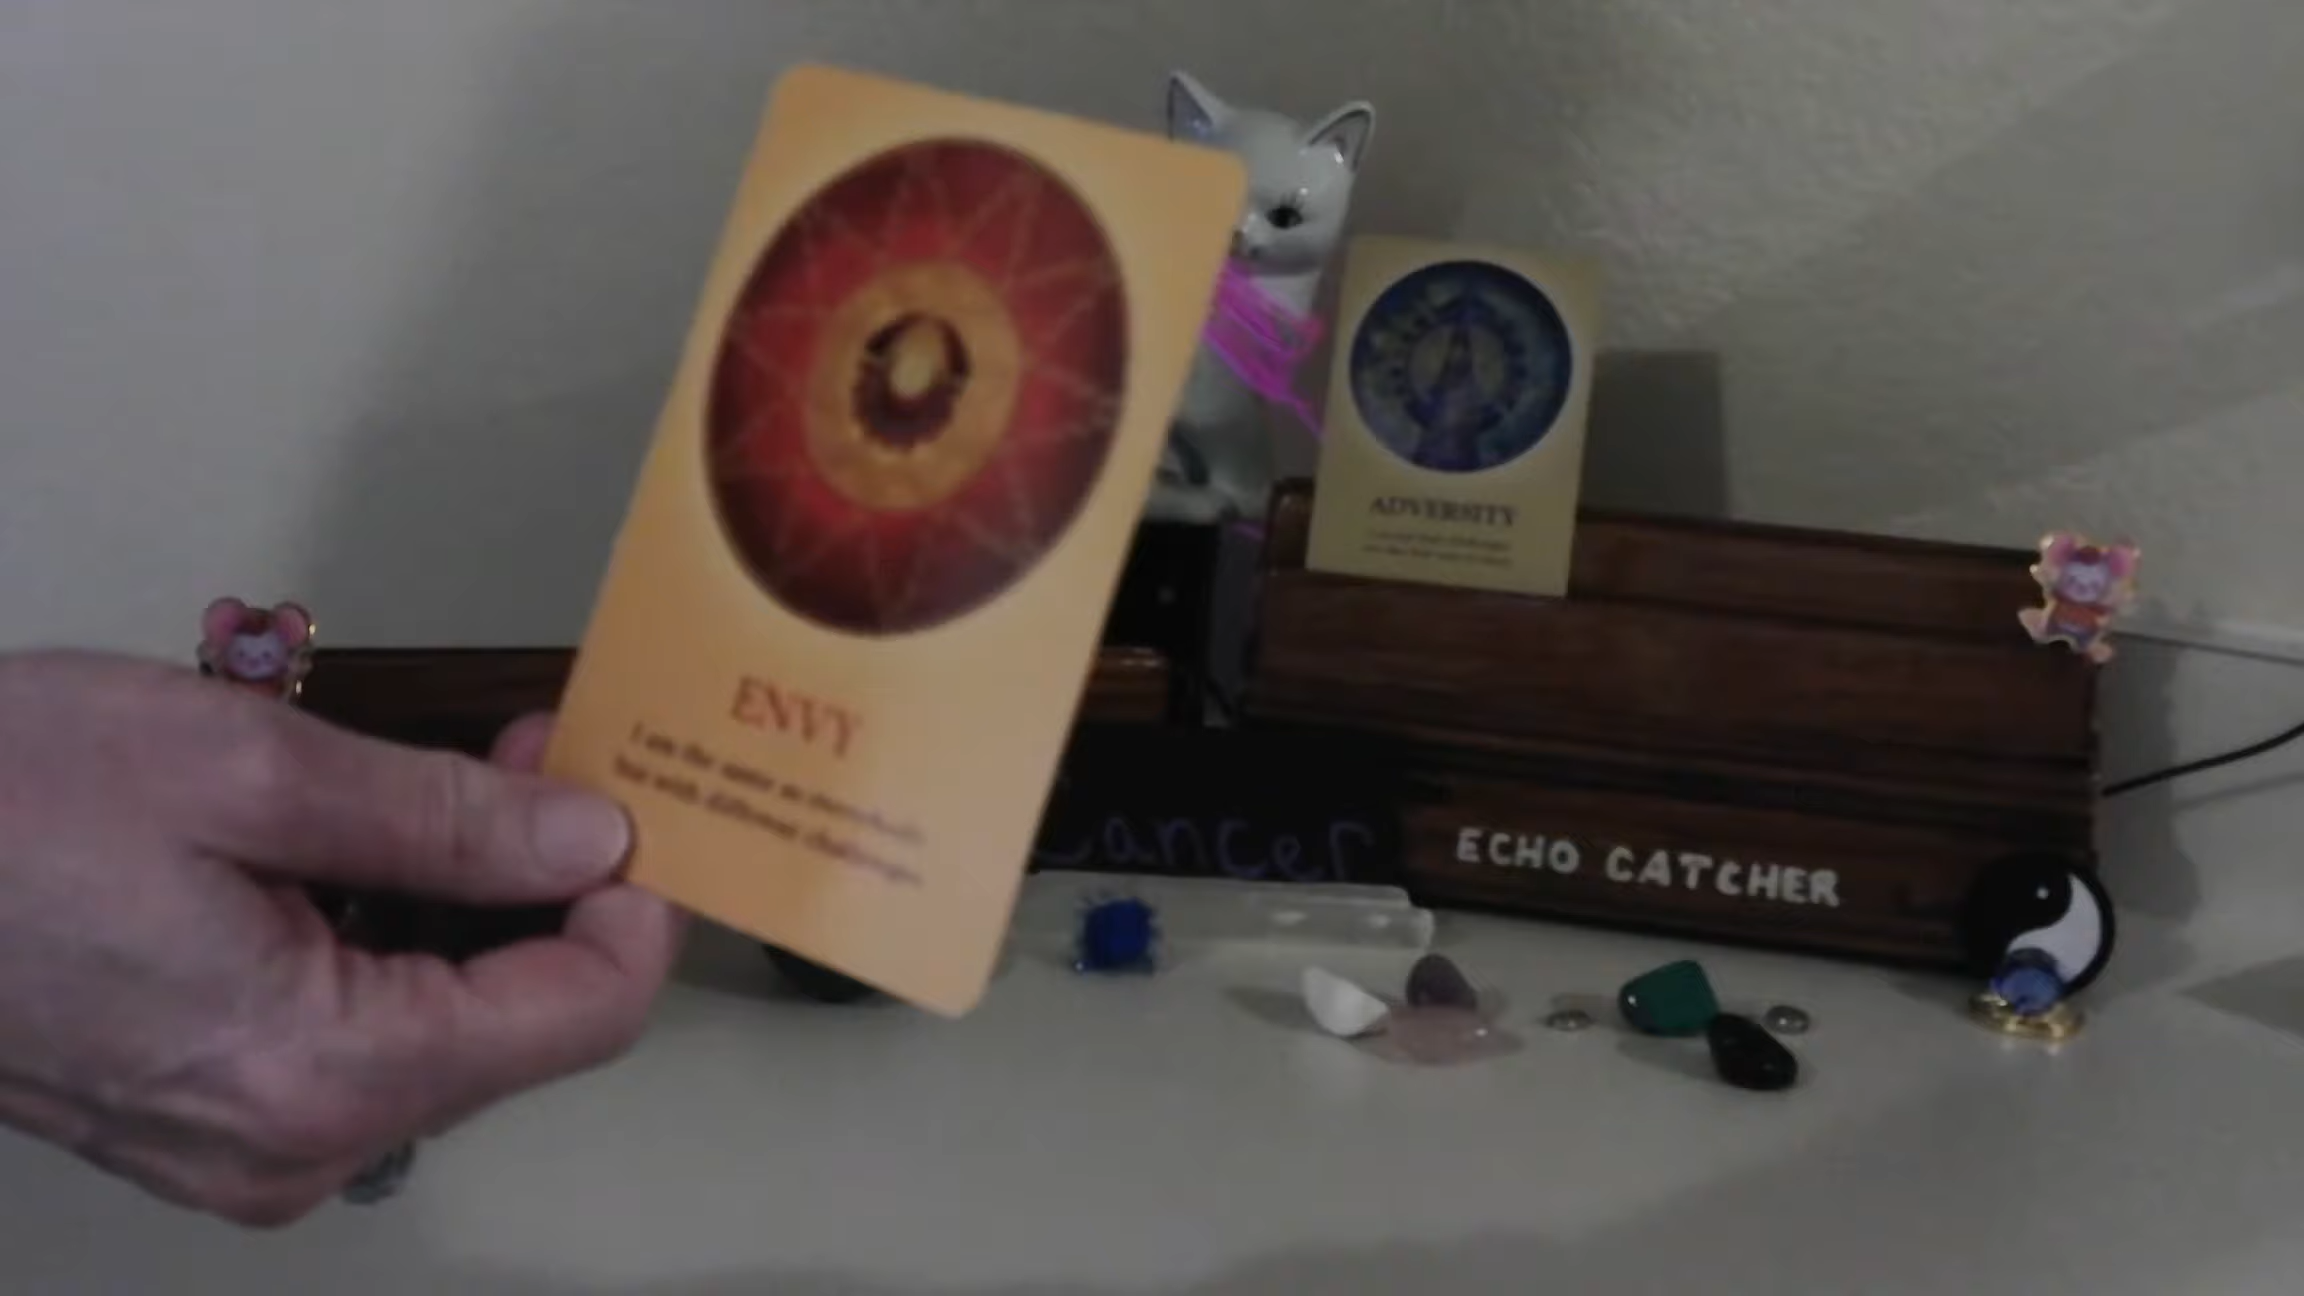 ENVY
I am the same as everybody
but with different challenges
ADVERSITY
Cancer
ECHO CATCHER